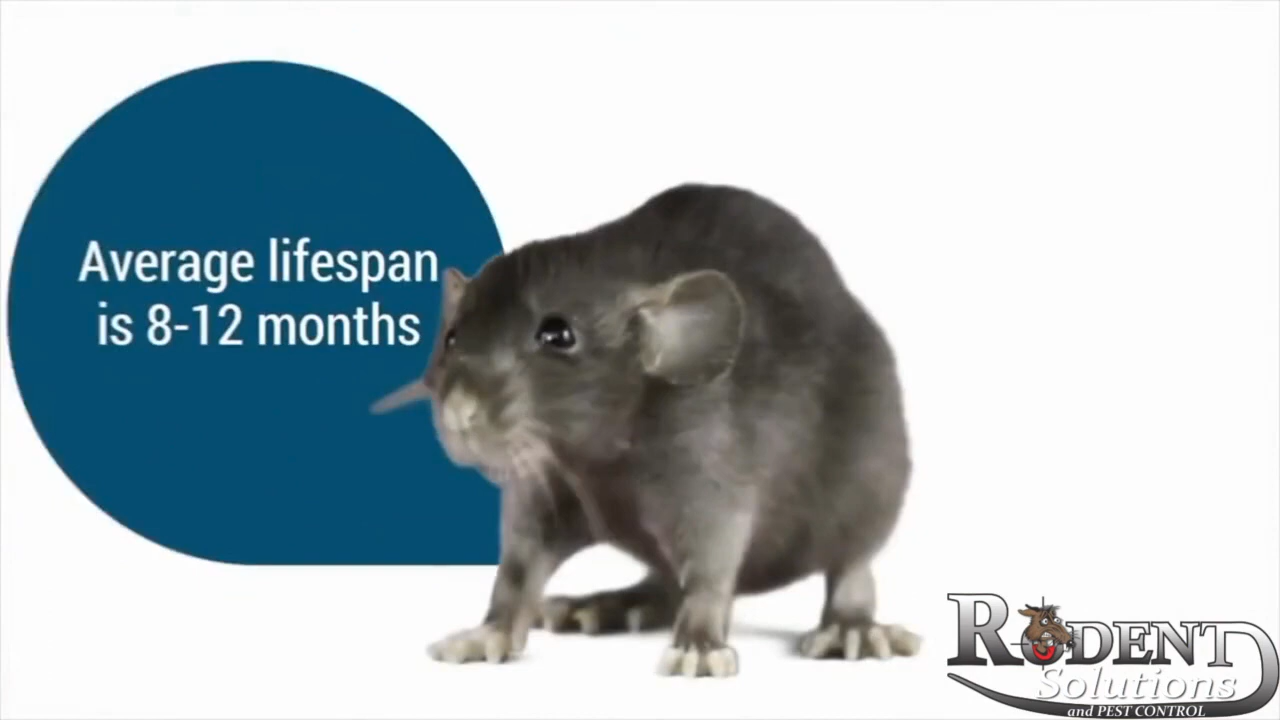 Average lifespan
is 8-12 months
RODENT
Solutions
and PEST CONTROL